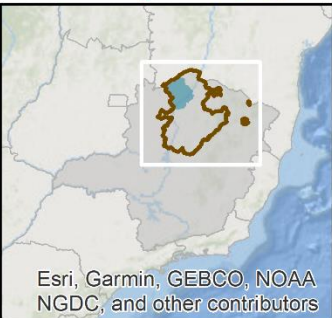 Esri, Garmin, GEBCO, NOAA
NGDC, and other contributors